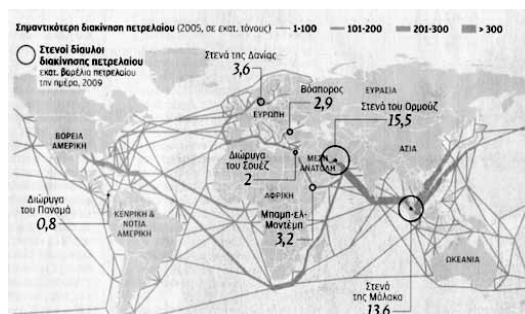 Σημαντικότερη διακίνηση πετρελαίου (2005, σε εκατ. τόνους) 1-100 101-200 201-300 > 300
Στενοί δίαυλοι
διακίνησης πετρελαίου
εκατ. βαρέλια πετρελαίου
την ημέρα, 2009
Στενά της Δανίας
3,6
ΕΥΡΩΠΗ
Βόσπορος
2,9
ΕΥΡΑΣΙΑ
Στενά του Ορμούζ
15,5
ΒΟΡΕΙΑ
ΑΜΕΡΙΚΗ
Διώρυγα
του Σουέζ
2
ΜΕΣΗ
ΑΝΑΤΟΛΗ
ΑΣΙΑ
ΑΦΡΙΚΗ
Διώρυγα
του Παναμά
0,8
ΚΕΝΡΙΚΗ &
ΝΟΤΙΑ
ΑΜΕΡΙΚΗ
Μπαμπ-ελ-
Μαντέμπ
3,2
ΩΚΕΑΝΙΑ
Στενά
της Μάλακα
13,6